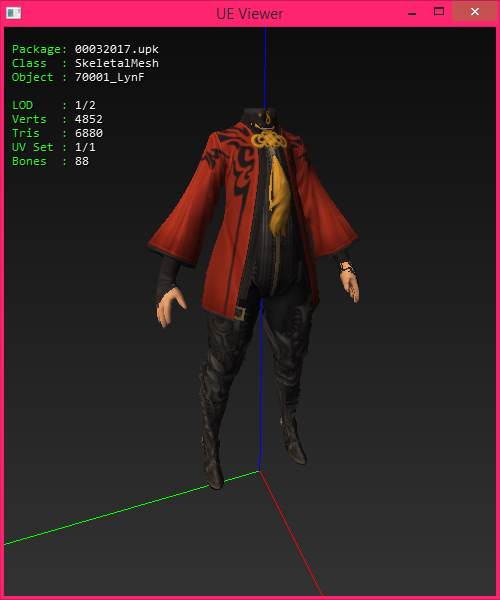 UE Viewer
Package: 00032017.upk
Class  : SkeletalMesh
Object : 70001_LynF
LOD    : 1/2
Verts  : 4852
Tris   : 6880
UV Set : 1/1
Bones  : 88